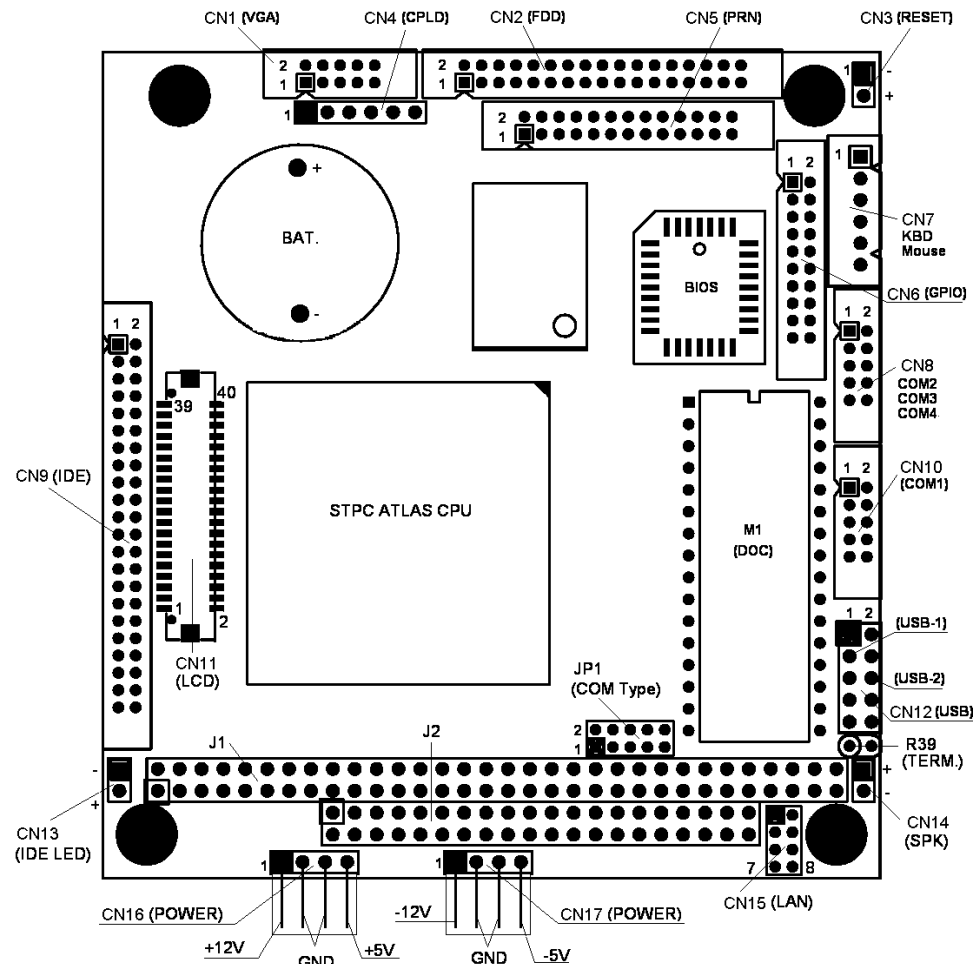 CN1 (VGA)
CN4 (CPLD)
CN2 (FDD)
CN5 (PRN)
CN3 (RESET)
2
1
2
1
1
-
+
1
2
1
1 2
1
+
BAT.
-
BIOS
CN7
KBD
Mouse
CN6 (GPIO)
1 2
1 2
39
40
CN8
COM2
COM3
COM4
CN9 (IDE)
STPC ATLAS CPU
M1
(DOC)
1 2
CN10
(COM1)
1
2
CN11
(LCD)
1 2
(USB-1)
(USB-2)
CN12 (USB)
JP1
(COM Type)
2
1
R39
(TERM.)
J1
J2
-
+
+
-
CN13
(IDE LED)
CN14
(SPK)
1
1
7
8
CN15 (LAN)
CN16 (POWER)
CN17 (POWER)
+12V
GND
+5V
-12V
GND
-5V